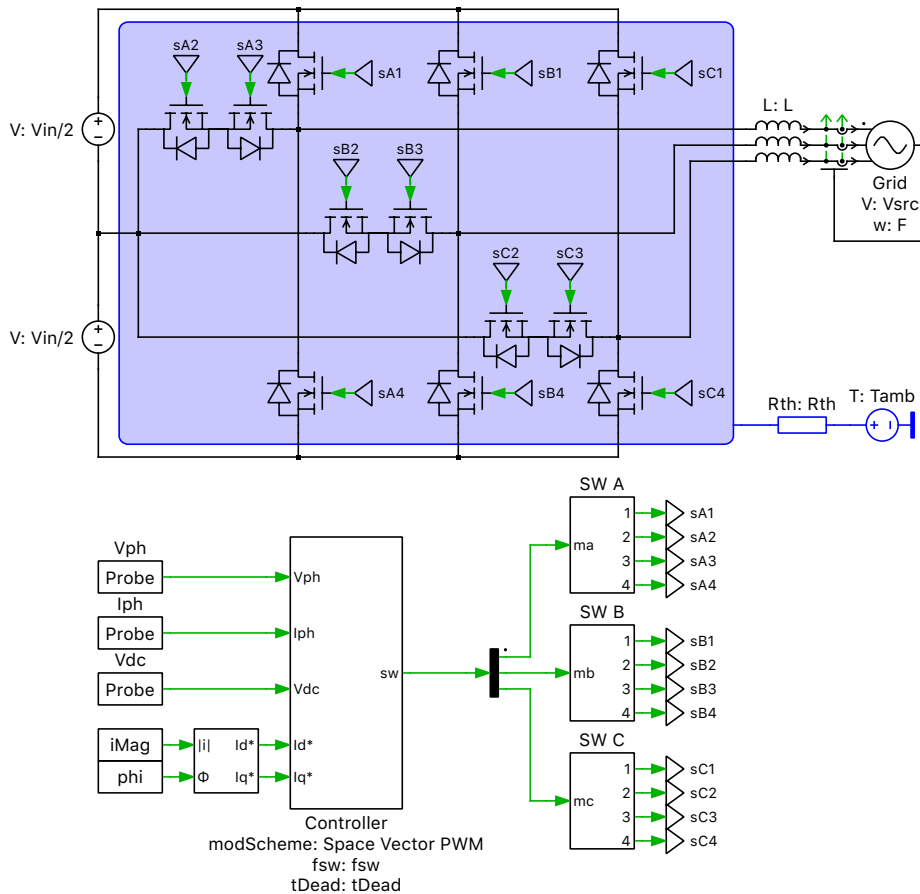 sA2
sA3
sA1
sB1
sC1
L: L
V: Vin/2
sB2
sB3
Grid
V: Vsrc
w: F
sC2
sC3
V: Vin/2
sA4
sB4
sC4
Rth: Rth
T: Tamb
SW A
ma
1
sA1
2
sA2
3
sA3
4
sA4
Vph
Probe
Vph
Iph
Probe
Iph
Vdc
Probe
Vdc
sw
SW B
mb
1
sB1
2
sB2
3
sB3
4
sB4
iMag
|i|
Id*
Id*
phi
Φ
Iq*
Iq*
SW C
mc
1
sC1
2
sC2
3
sC3
4
sC4
Controller
modScheme: Space Vector PWM
fsw: fsw
tDead: tDead